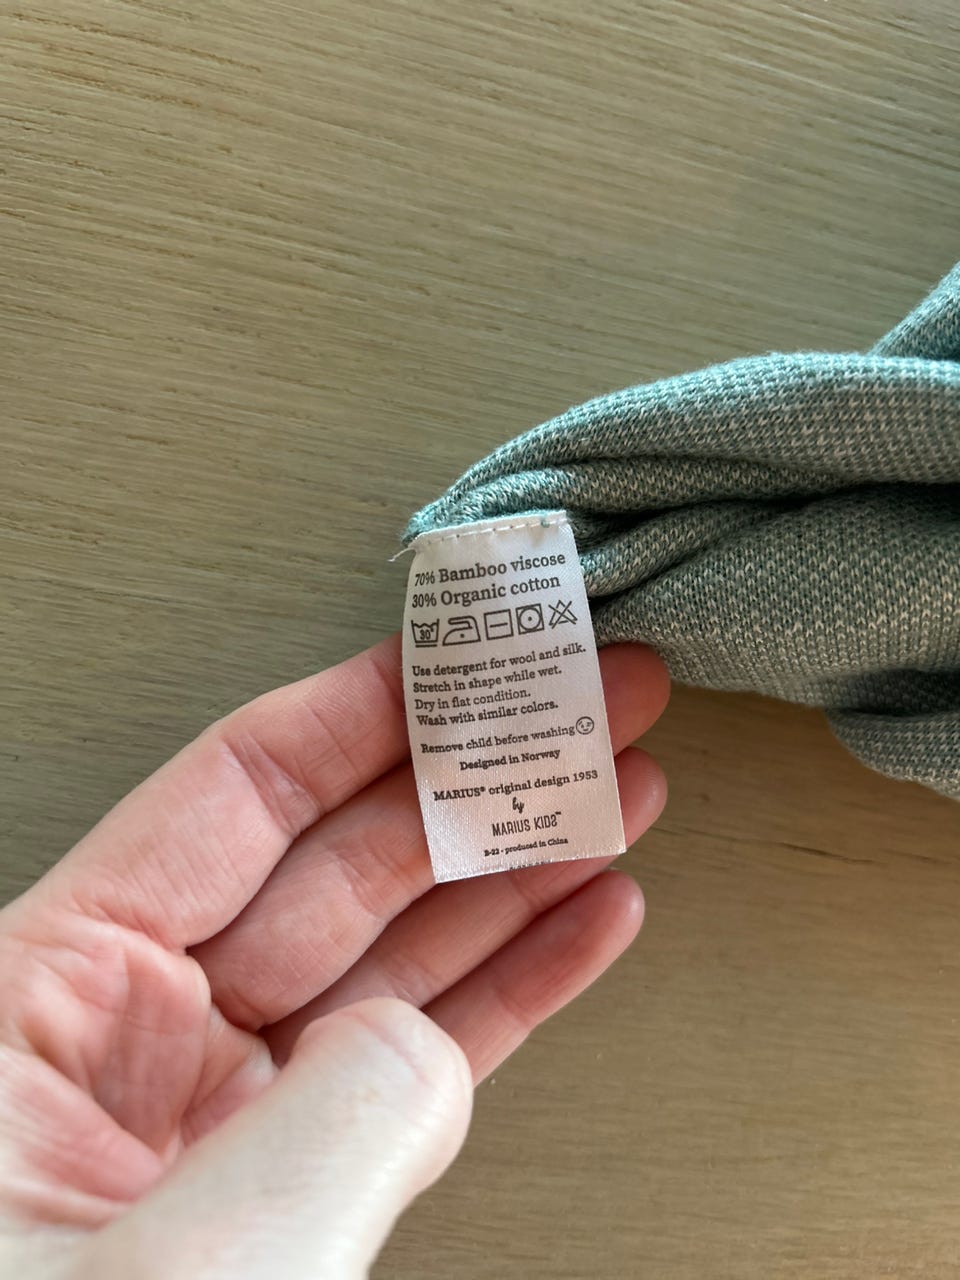 70% Bamboo viscose
30% Organic cotton
30
Use detergent for wool and silk.
Stretch in shape while wet.
Dry in flat condition.
Wash with similar colors.
Remove child before washing
Designed in Norway
MARIUS® original design 1953
by
MARIUS KIDS™
B-22 - produced in China